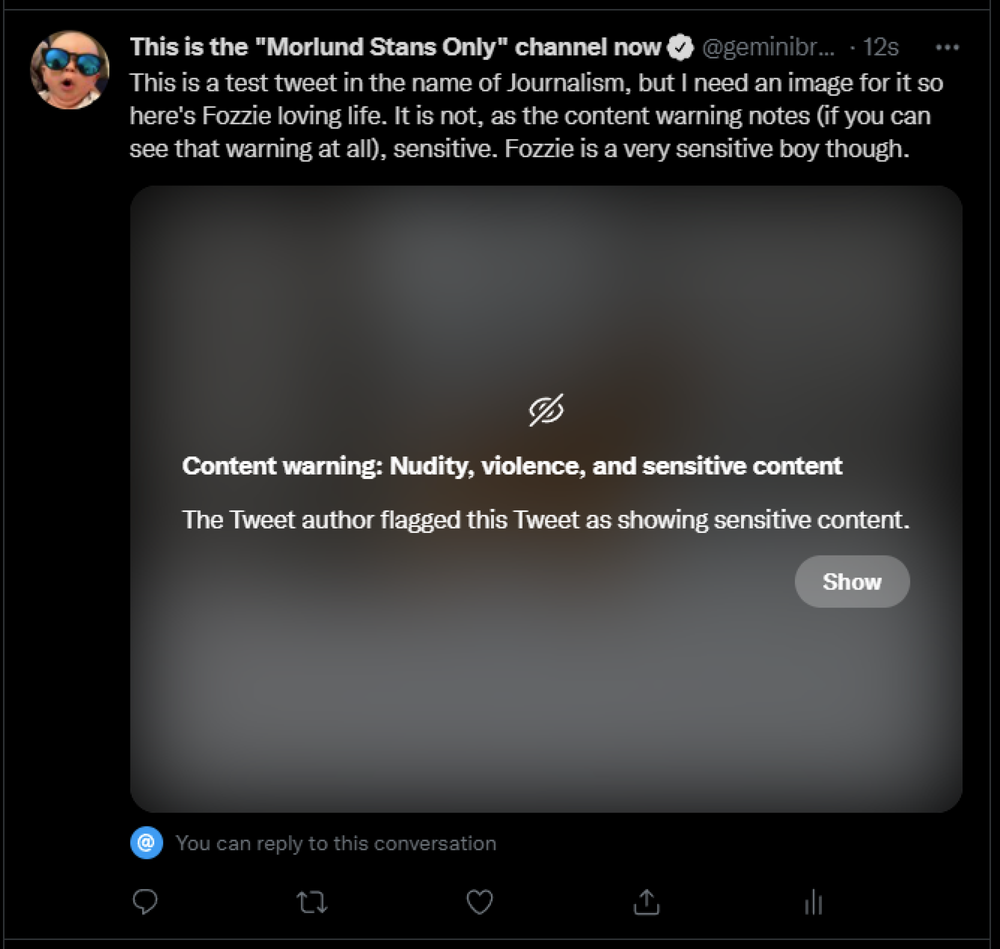 This is the "Morlund Stans Only" channel now @geminibr... · 12s
This is a test tweet in the name of Journalism, but I need an image for it so
here's Fozzie loving life. It is not, as the content warning notes (if you can
see that warning at all), sensitive. Fozzie is a very sensitive boy though.
Content warning: Nudity, violence, and sensitive content
The Tweet author flagged this Tweet as showing sensitive content.
Show
@ You can reply to this conversation